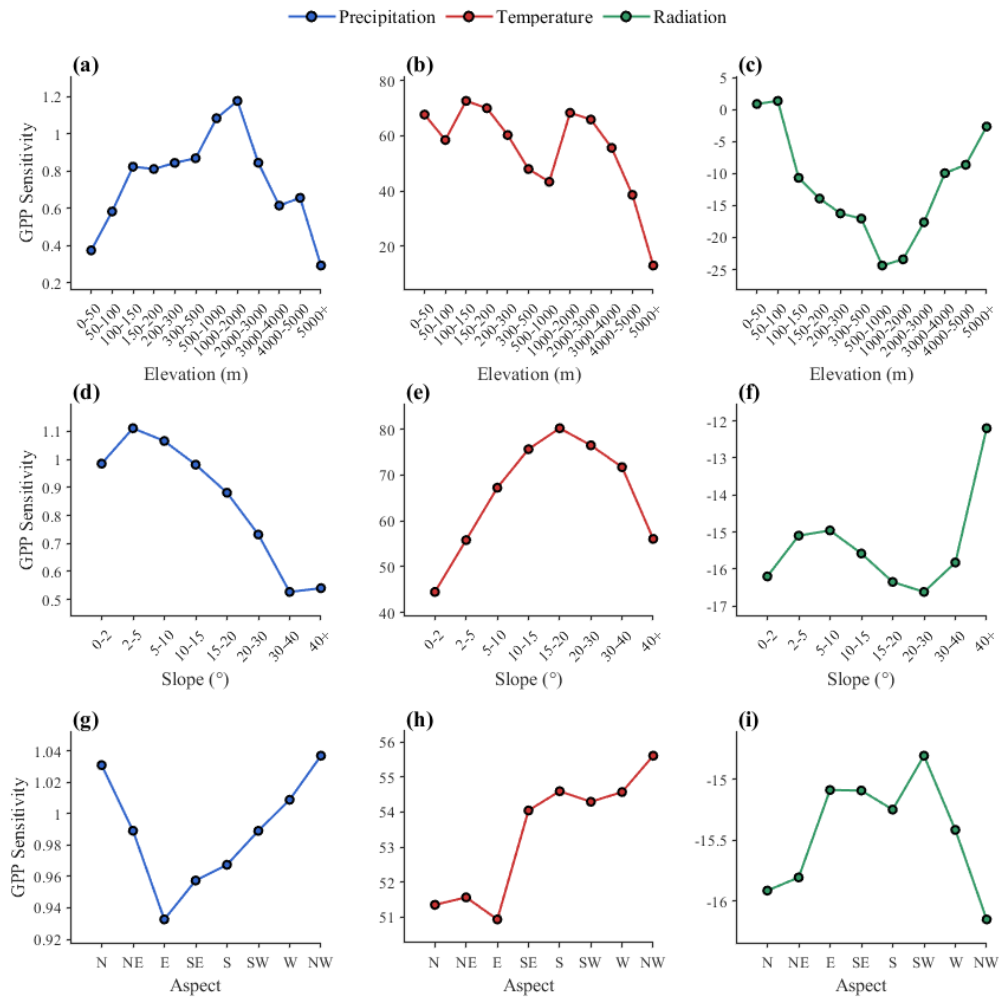 Precipitation Temperature Radiation
(a) (b) (c)
GPP Sensitivity
1.2
1
0.8
0.6
0.4
0.2
80
60
40
20
5
0
-5
-10
-15
-20
-25
0-50 50-100 100-150 150-200 200-300 300-500 500-1000 1000-2000 2000-3000 3000-4000 4000-5000 5000+
0-50 50-100 100-150 150-200 200-300 300-500 500-1000 1000-2000 2000-3000 3000-4000 4000-5000 5000+
0-50 50-100 100-150 150-200 200-300 300-500 500-1000 1000-2000 2000-3000 3000-4000 4000-5000 5000+
Elevation (m) Elevation (m) Elevation (m)
(d) (e) (f)
GPP Sensitivity
1.1
1
0.9
0.8
0.7
0.6
0.5
80
70
60
50
40
-12
-13
-14
-15
-16
-17
0-2 2-5 5-10 10-15 15-20 20-30 30-40 40+
0-2 2-5 5-10 10-15 15-20 20-30 30-40 40+
0-2 2-5 5-10 10-15 15-20 20-30 30-40 40+
Slope (°) Slope (°) Slope (°)
(g) (h) (i)
GPP Sensitivity
1.04
1.02
1
0.98
0.96
0.94
0.92
56
55
54
53
52
51
-15
-15.5
-16
N NE E SE S SW W NW
N NE E SE S SW W NW
N NE E SE S SW W NW
Aspect Aspect Aspect